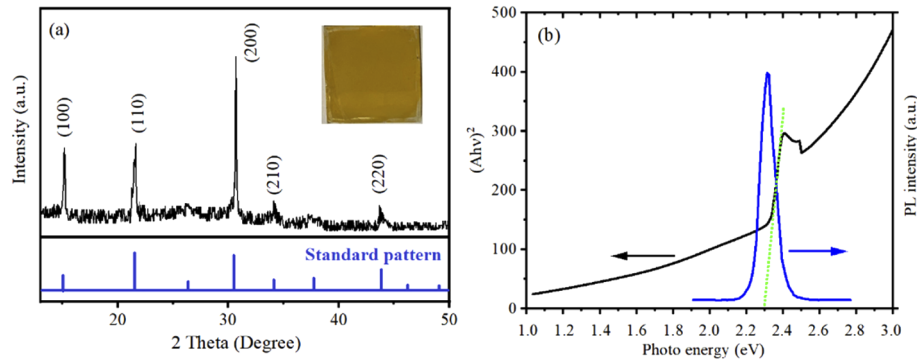 (a)
(100)
(110)
(200)
(210)
(220)
Intensity (a.u.)
Standard pattern
20
30
40
50
2 Theta (Degree)
(b)
500
400
300
200
100
0
(Ahv)²
PL intensity (a.u.)
1.0 1.2 1.4 1.6 1.8 2.0 2.2 2.4 2.6 2.8 3.0
Photo energy (eV)